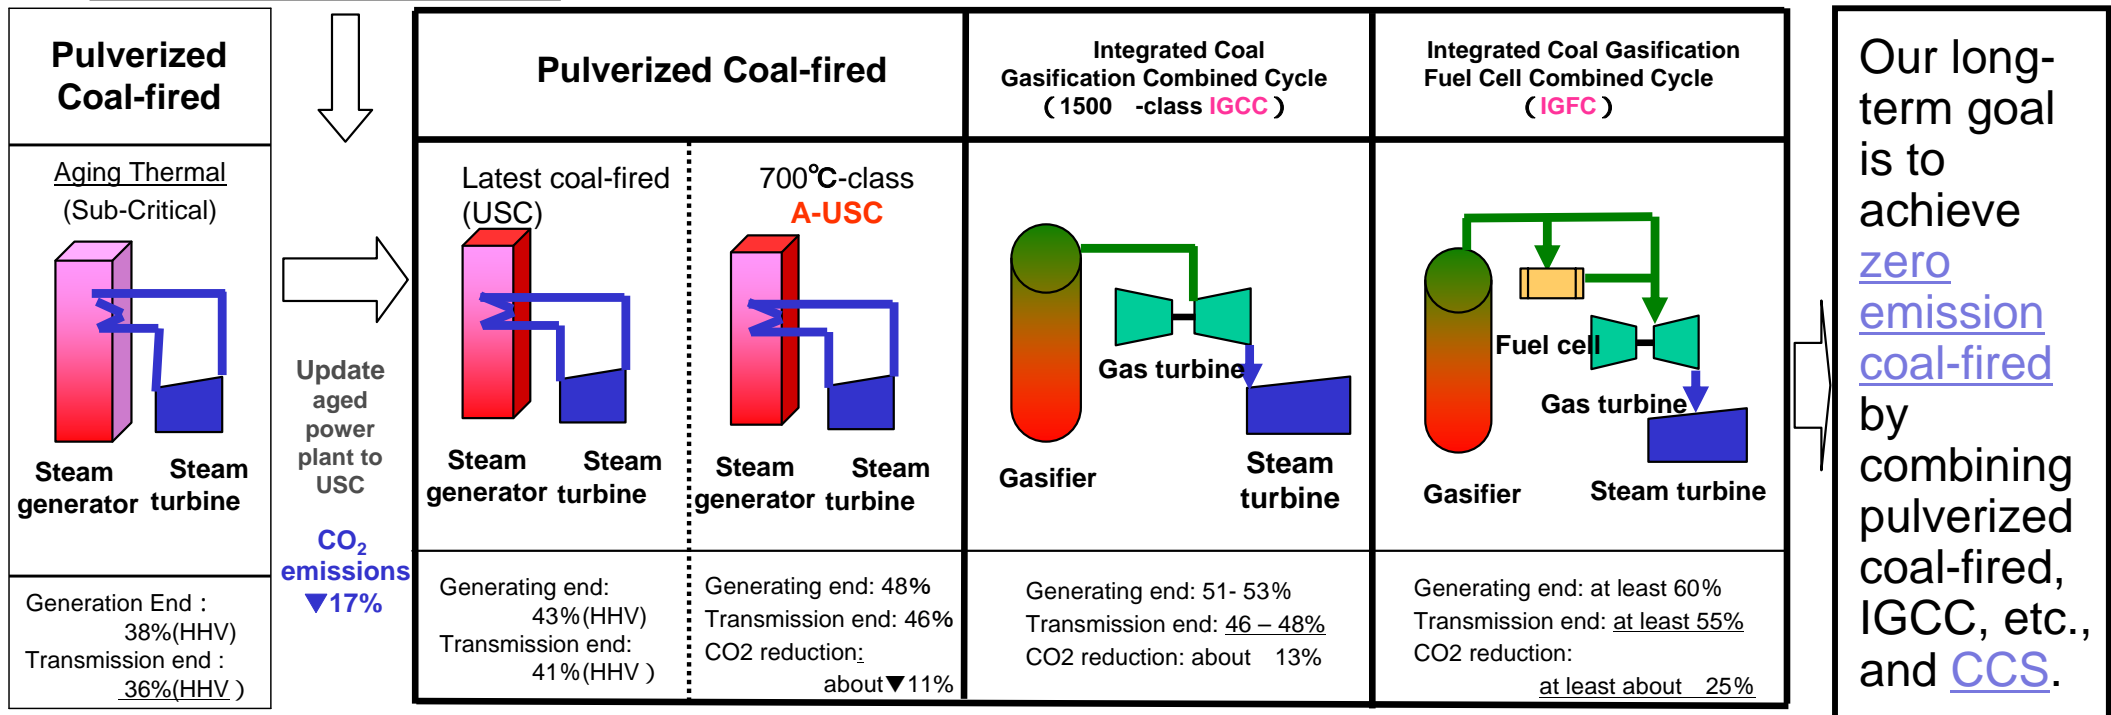 Pulverized
Coal-fired
Aging Thermal
(Sub-Critical)
Steam
generator
Steam
turbine
Generation End :
38%(HHV)
Transmission end :
36%(HHV )
Update
aged
power
plant to
USC
CO2
emissions
▼17%
Pulverized Coal-fired
Latest coal-fired
(USC)
Steam
generator
Steam
turbine
Generating end:
43%(HHV)
Transmission end:
41%(HHV )
700℃-class
A-USC
Steam
generator
Steam
turbine
Generating end: 48%
Transmission end: 46%
CO2 reduction:
about▼11%
Integrated Coal
Gasification Combined Cycle
(1500 -class IGCC)
Gas turbine
Gasifier
Steam
turbine
Generating end: 51- 53%
Transmission end: 46 – 48%
CO2 reduction: about 13%
Integrated Coal Gasification
Fuel Cell Combined Cycle
(IGFC)
Fuel cell
Gas turbine
Gasifier
Steam turbine
Generating end: at least 60%
Transmission end: at least 55%
CO2 reduction:
at least about 25%
Our long-
term goal
is to
achieve
zero
emission
coal-fired
by
combining
pulverized
coal-fired,
IGCC, etc.,
and CCS.